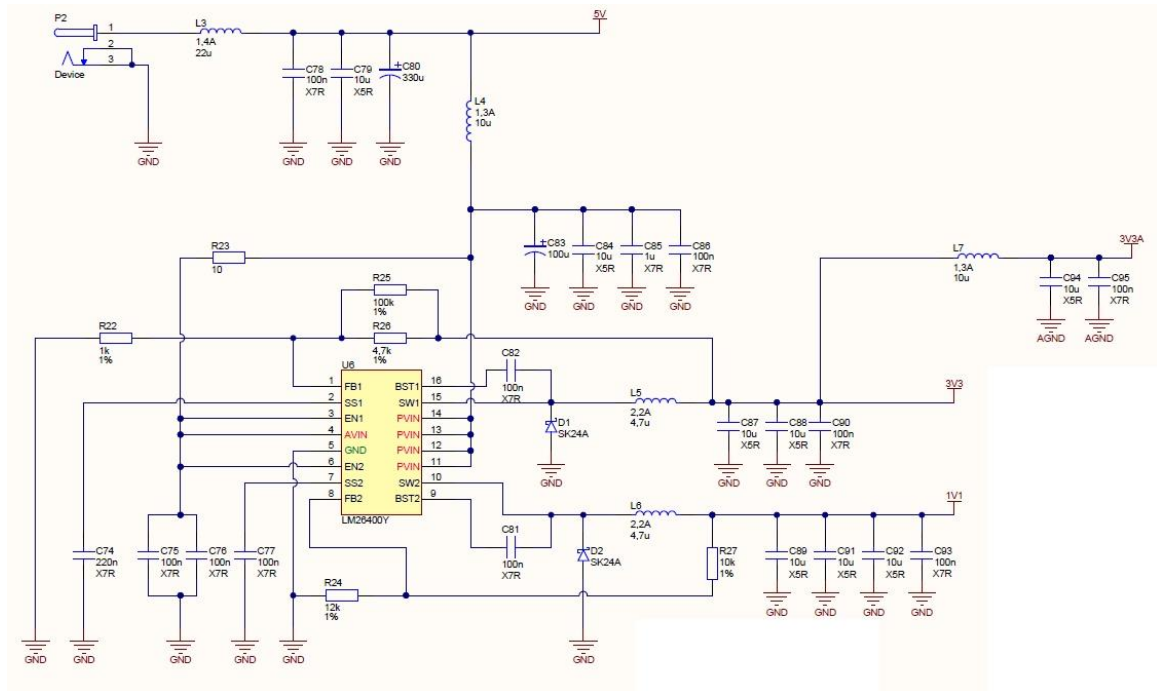 P2
1
2
3
Device
L3
1,4A
22u
5V
C78
100n
X7R
C79
10u
X5R
C80
330u
L4
1,3A
10u
GND
GND
GND
GND
R23
10
C83
100u
C84
10u
X5R
C85
1u
X7R
C86
100n
X7R
GND
GND
GND
GND
L7
1,3A
10u
3V3A
C94
10u
X5R
C95
100n
X7R
AGND
AGND
R25
100k
1%
R26
4,7k
1%
R22
1k
1%
U6
1 FB1 BST1 16
2 SS1 SW1 15
3 EN1 PVIN 14
4 AVIN PVIN 13
5 GND PVIN 12
6 EN2 PVIN 11
7 SS2 SW2 10
8 FB2 BST2 9
LM26400Y
C82
100n
X7R
D1
SK24A
GND
L5
2,2A
4,7u
3V3
C87
10u
X5R
C88
10u
X5R
C90
100n
X7R
GND
GND
GND
L6
2,2A
4,7u
1V1
C81
100n
X7R
D2
SK24A
R27
10k
1%
C89
10u
X5R
C91
10u
X5R
C92
10u
X5R
C93
100n
X7R
GND
GND
GND
GND
C74
220n
X7R
C75
100n
X7R
C76
100n
X7R
C77
100n
X7R
R24
12k
1%
GND
GND
GND
GND
GND
GND